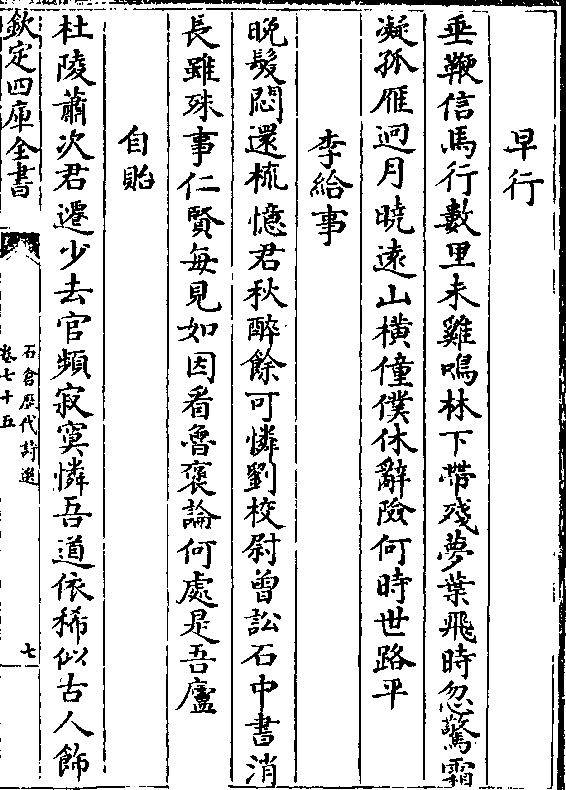 早行
垂鞭信馬行數里未雞鳴林下帶殘夢葉飛時忽驚霜
凝孤雁迥月曉遠山橫僮僕休辭險何時世路平
李給事
晚髮悶還梳憶君秋醉餘可憐劉校尉曾訟石中書消
長雖殊事仁賢每見如因看魯褒論何處是吾廬
自貽
杜陵蕭次君遷少去官頻寂寞憐吾道依稀似古人飾
欽定四庫全書
石倉歷代詩選
卷七十五
七